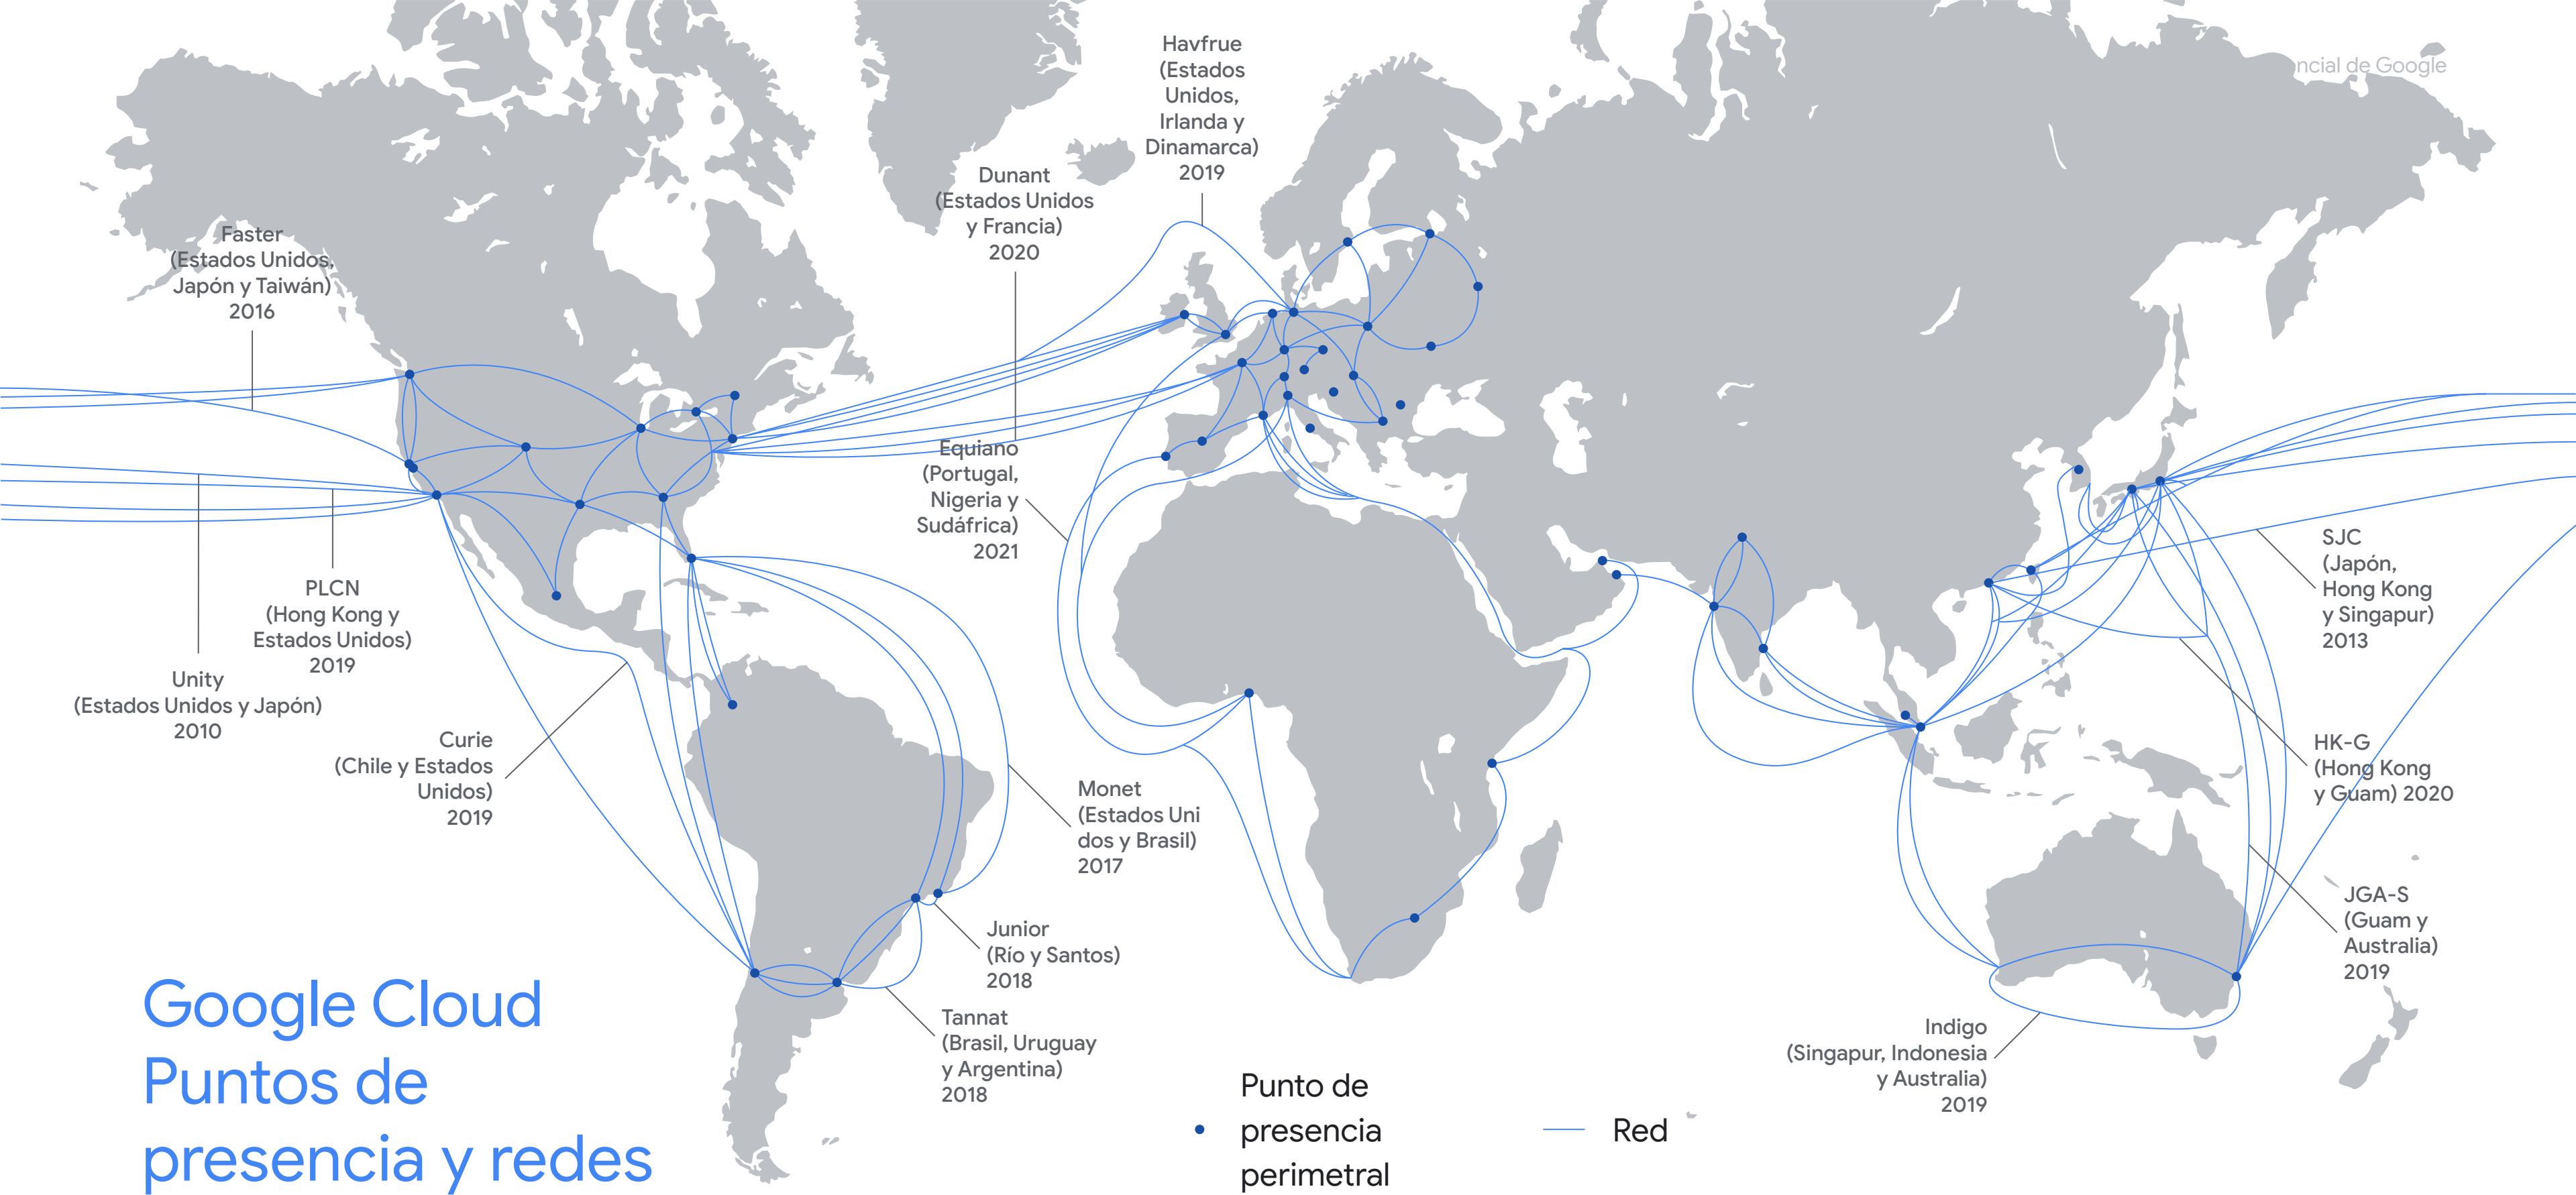 Havfrue
(Estados
Unidos,
Irlanda y
Dinamarca)
2019
ncial de Google
Dunant
(Estados Unidos
y Francia)
2020
Faster
(Estados Unidos,
Japón y Taiwán)
2016
Equiano
(Portugal,
Nigeria y
Sudáfrica)
2021
SJC
(Japón,
Hong Kong
y Singapur)
2013
PLCN
(Hong Kong y
Estados Unidos)
2019
Unity
(Estados Unidos y Japón)
2010
Curie
(Chile y Estados
Unidos)
2019
HK-G
(Hong Kong
y Guam) 2020
Monet
(Estados Uni
dos y Brasil)
2017
JGA-S
(Guam y
Australia)
2019
Junior
(Río y Santos)
2018
Tannat
(Brasil, Uruguay
y Argentina)
2018
Indigo
(Singapur, Indonesia
y Australia)
2019
Google Cloud
Puntos de
presencia y redes
Punto de
presencia
perimetral
Red